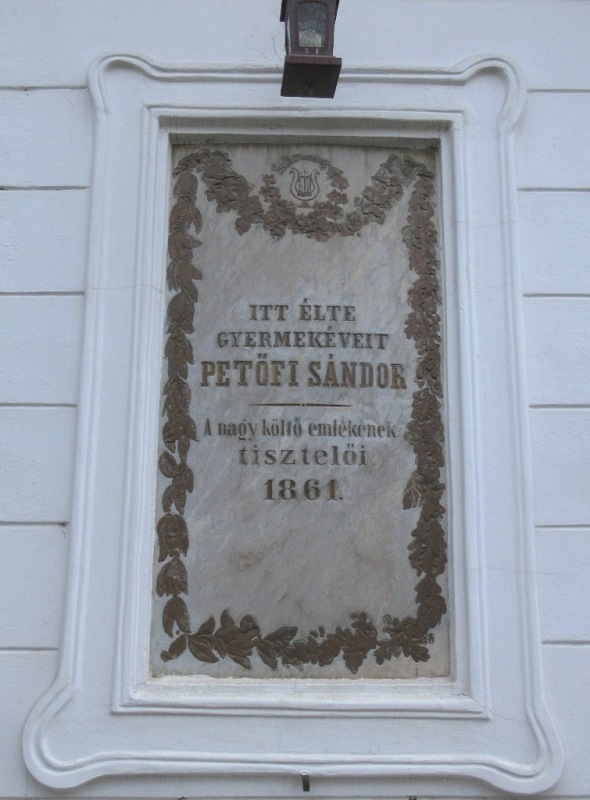 ITT ÉLTE
GYERMEKÉVEIT
PETŐFI SÁNDOR
A nagy költő emlékének
tisztelői
1861.